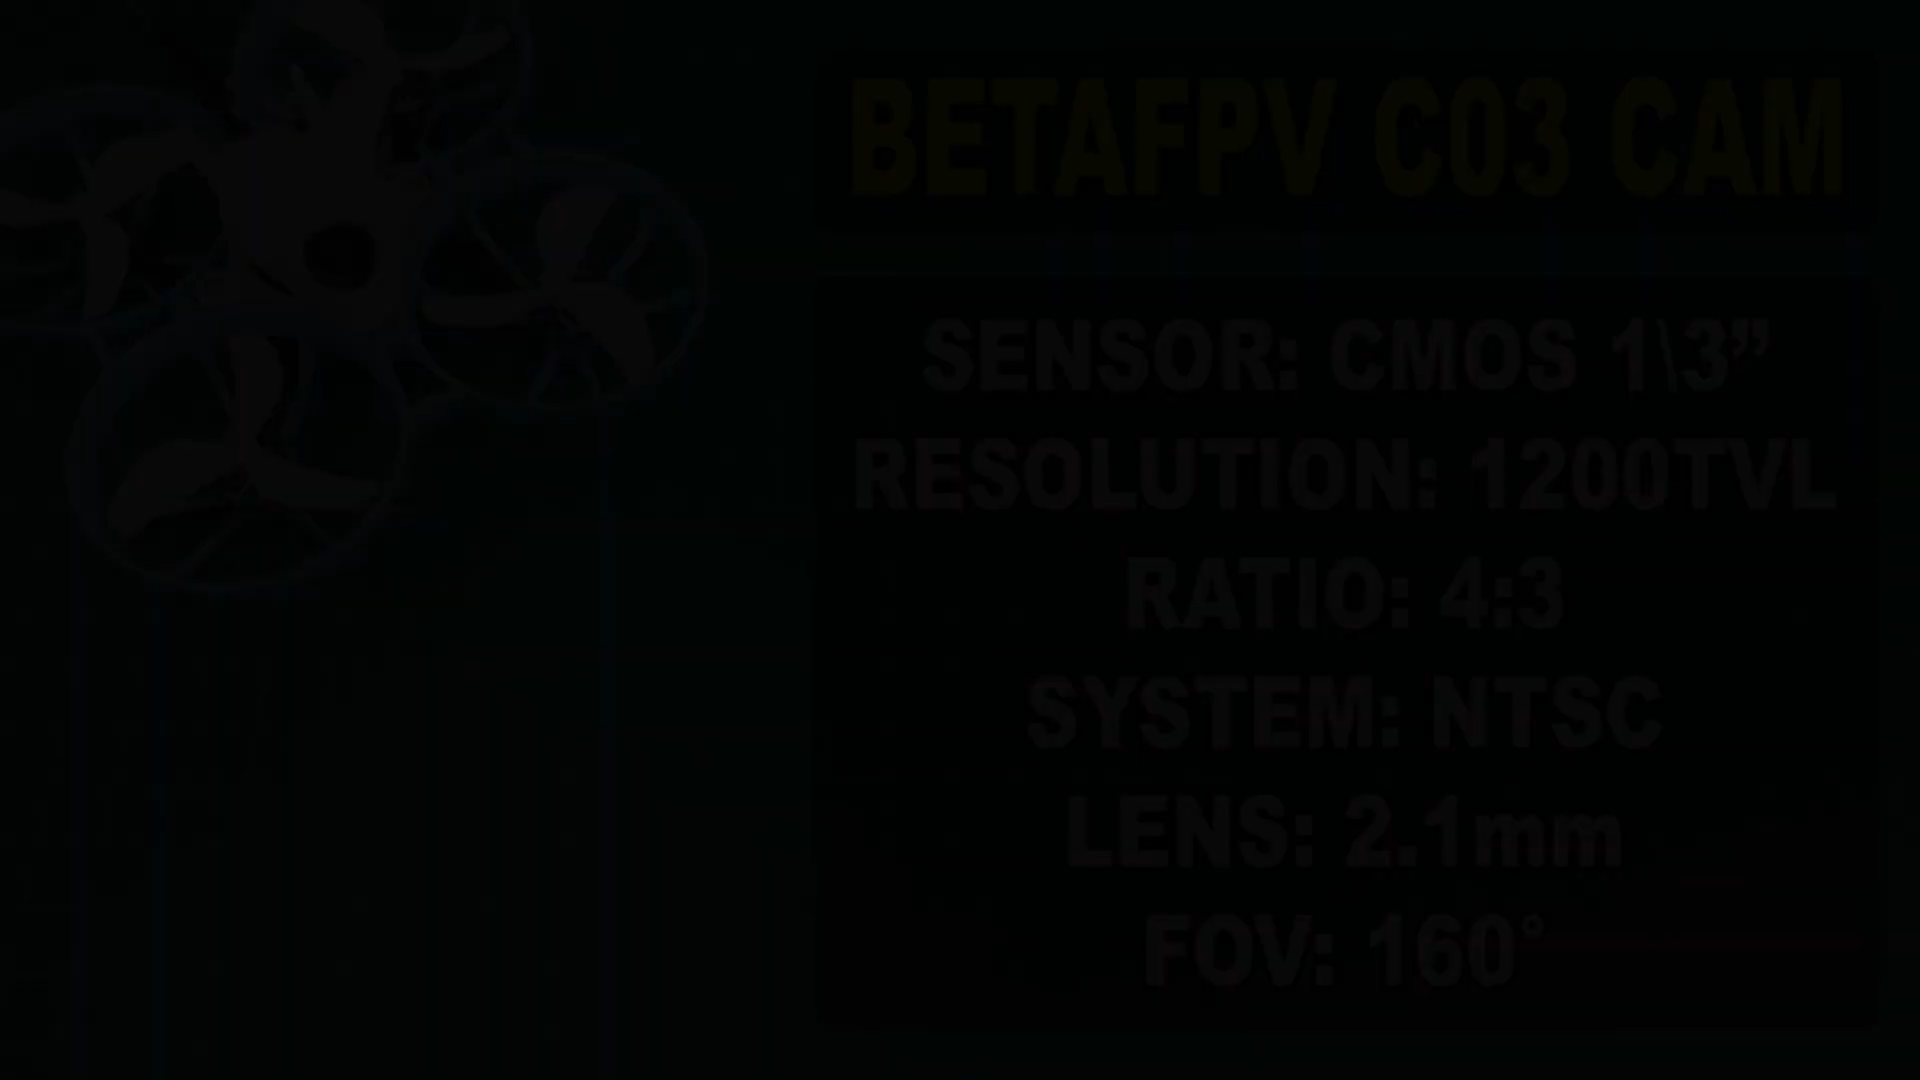 BETAFPV C03 CAM
SENSOR: CMOS 1\3”
RESOLUTION: 1200TVL
RATIO: 4:3
SYSTEM: NTSC
LENS: 2.1mm
FOV: 160°